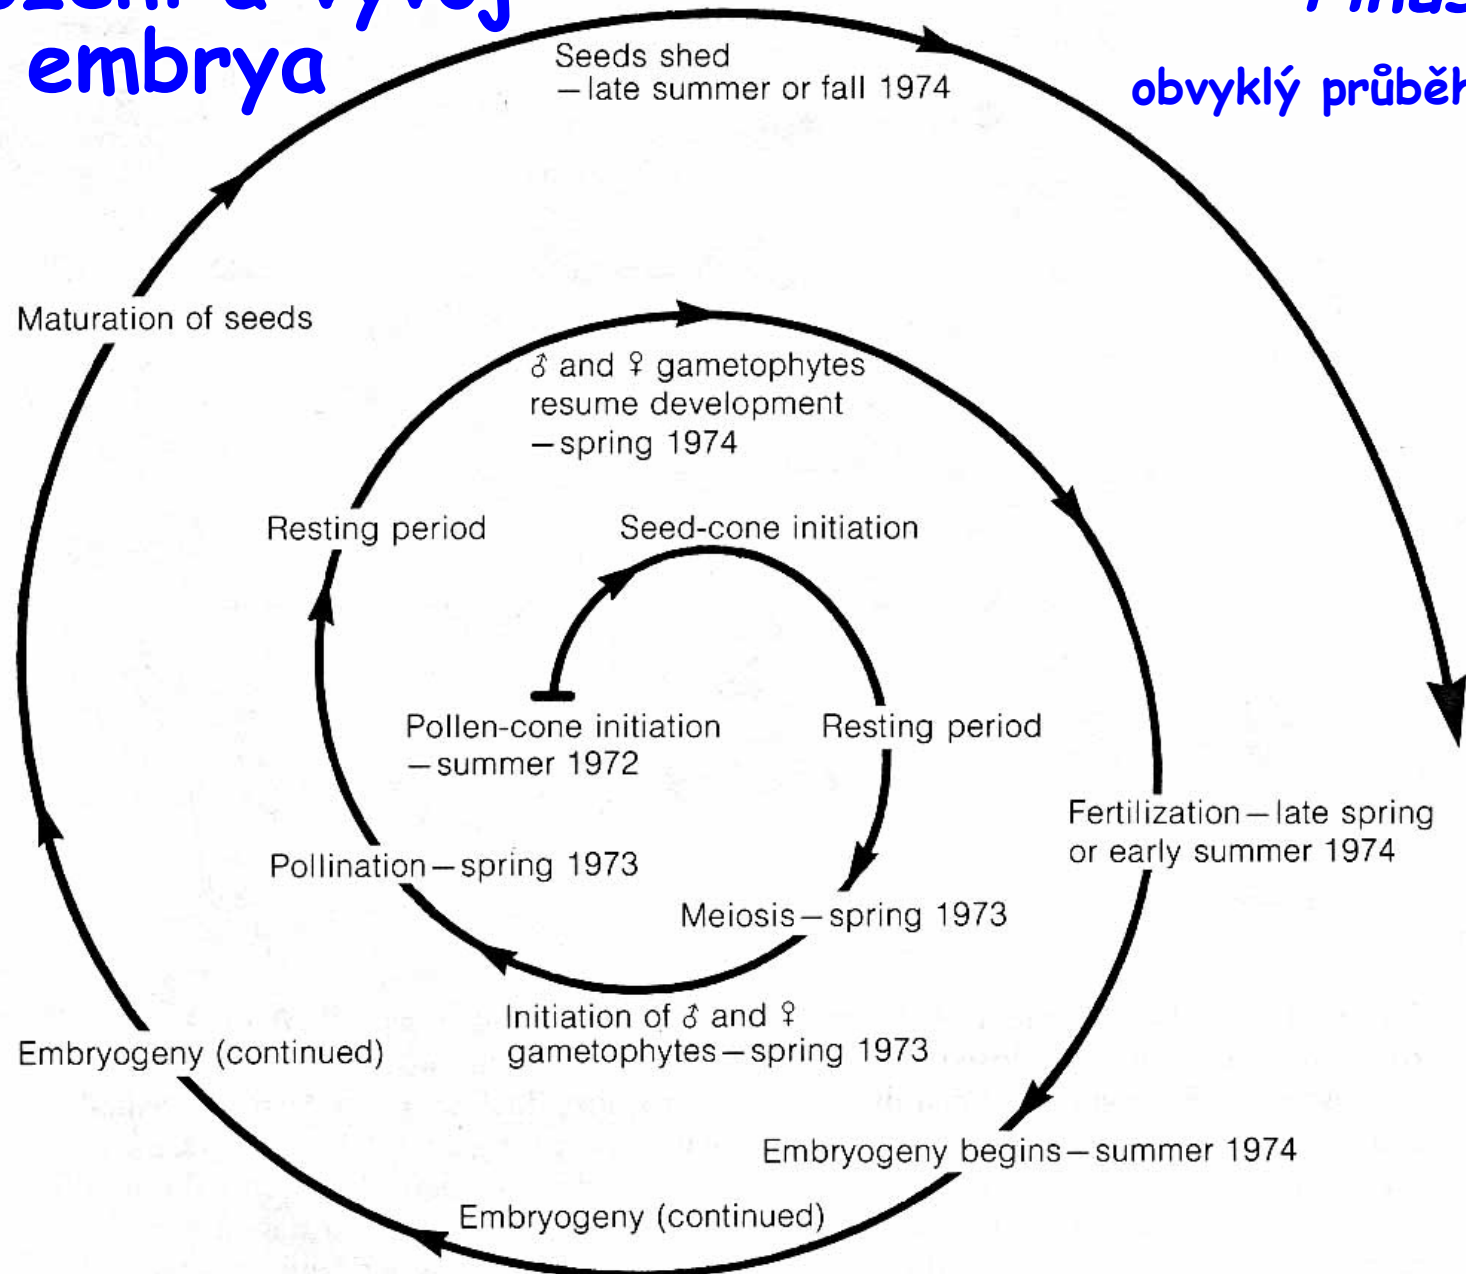 embrya
obvyklý průběh
Seeds shed
—late summer or fall 1974
Maturation of seeds
♂ and ♀ gametophytes
resume development
—spring 1974
Resting period
Seed-cone initiation
Pollen-cone initiation
—summer 1972
Resting period
Fertilization—late spring
or early summer 1974
Pollination—spring 1973
Meiosis—spring 1973
Initiation of ♂ and ♀
gametophytes—spring 1973
Embryogeny (continued)
Embryogeny begins—summer 1974
Embryogeny (continued)